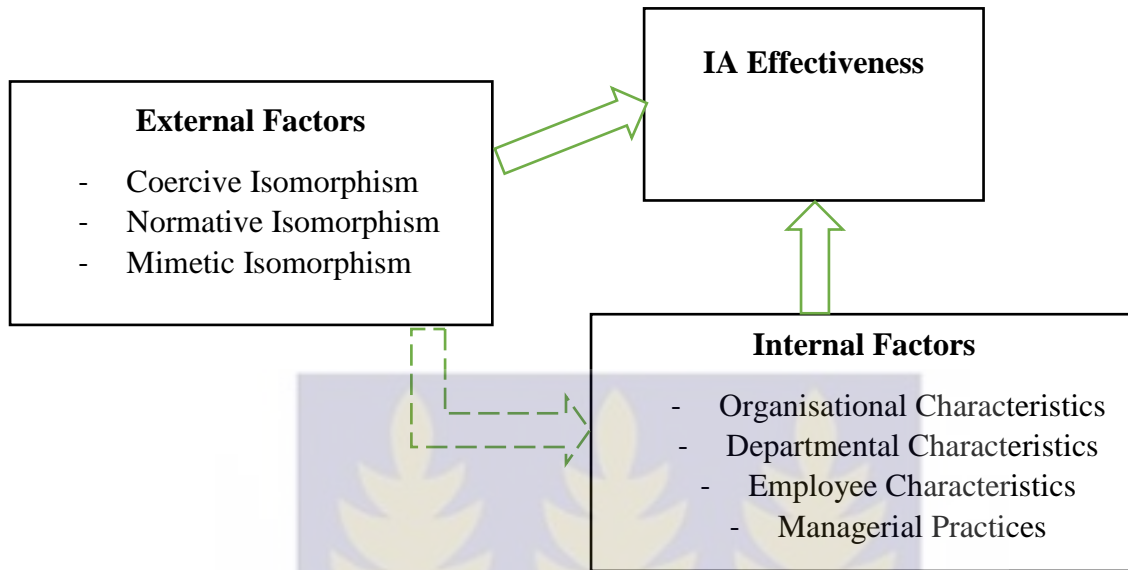 IA Effectiveness
External Factors
- Coercive Isomorphism
- Normative Isomorphism
- Mimetic Isomorphism
Internal Factors
- Organisational Characteristics
- Departmental Characteristics
- Employee Characteristics
- Managerial Practices